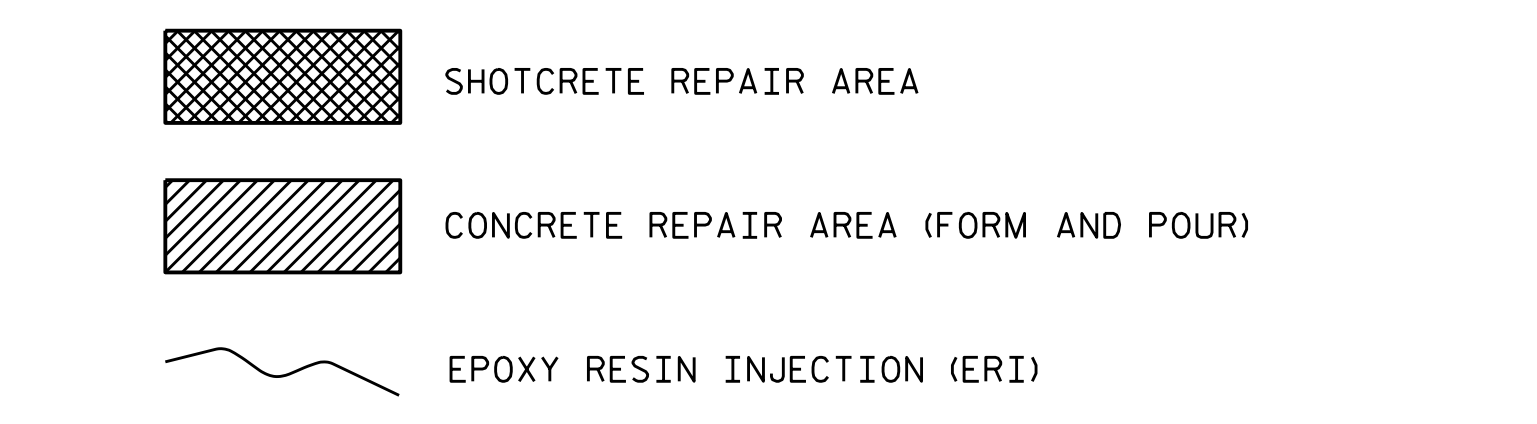 SHOTCRETE REPAIR AREA
CONCRETE REPAIR AREA (FORM AND POUR)
EPOXY RESIN INJECTION (ERI)